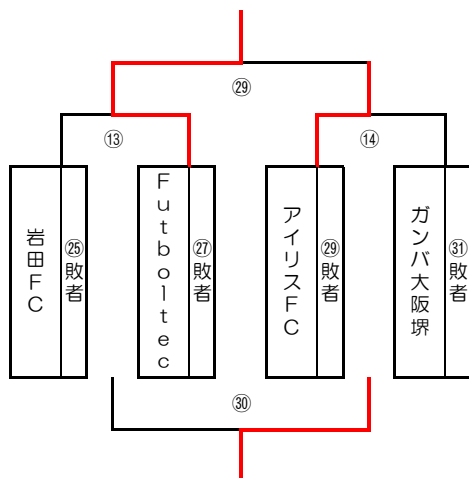 ㉙
⑬
⑭
岩田FC
㉕敗者
Futboltec
㉗敗者
アイリスFC
㉙敗者
ガンバ大阪堺
㉛敗者
㉚